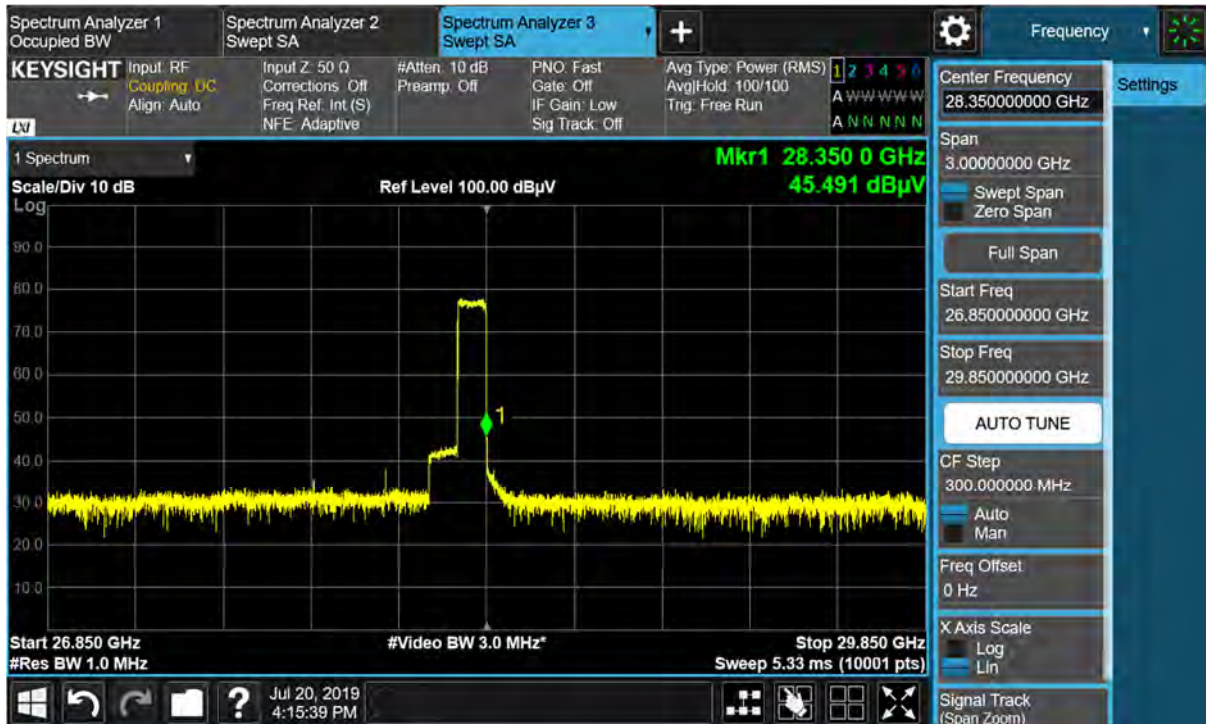 Spectrum Analyzer 1
Occupied BW
Spectrum Analyzer 2
Swept SA
Spectrum Analyzer 3
Swept SA
+
Frequency
KEYSIGHT
Input: RF
Coupling: DC
Align: Auto
Input Z: 50 Ω
Corrections: Off
Freq Ref: Int (S)
NFE: Adaptive
#Atten: 10 dB
Preamp: Off
PNO: Fast
Gate: Off
IF Gain: Low
Sig Track: Off
Avg Type: Power (RMS)
Avg|Hold: 100/100
Trig: Free Run
1 2 3 4 5 6
A W W W W W
A N N N N N
LXI
1 Spectrum
Scale/Div 10 dB
Ref Level 100.00 dBµV
Mkr1 28.350 0 GHz
45.491 dBµV
Log
90.0
80.0
70.0
60.0
50.0
40.0
30.0
20.0
10.0
1
Start 26.850 GHz
#Res BW 1.0 MHz
#Video BW 3.0 MHz*
Stop 29.850 GHz
Sweep 5.33 ms (10001 pts)
Center Frequency
28.350000000 GHz
Settings
Span
3.00000000 GHz
Swept Span
Zero Span
Full Span
Start Freq
26.850000000 GHz
Stop Freq
29.850000000 GHz
AUTO TUNE
CF Step
300.000000 MHz
Auto
Man
Freq Offset
0 Hz
X Axis Scale
Log
Lin
Signal Track
(Span Zoom)
?
Jul 20, 2019
4:15:39 PM